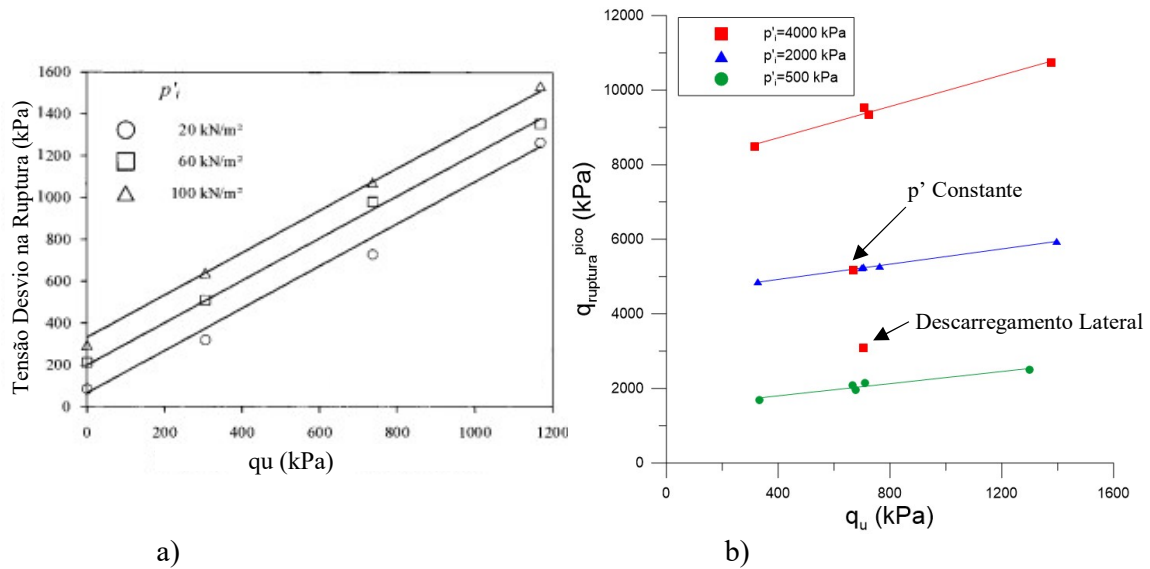 Tensão Desvio na Ruptura (kPa)
1600
1400
1200
1000
800
600
400
200
0
p'i
20 kN/m²
60 kN/m²
100 kN/m²
0
200
400
600
800
1000
1200
qu (kPa)
a)
q ruptura pico (kPa)
12000
10000
8000
6000
4000
2000
0
p'i=4000 kPa
p'i=2000 kPa
p'i=500 kPa
p' Constante
Descarregamento Lateral
0
400
800
1200
1600
qu (kPa)
b)